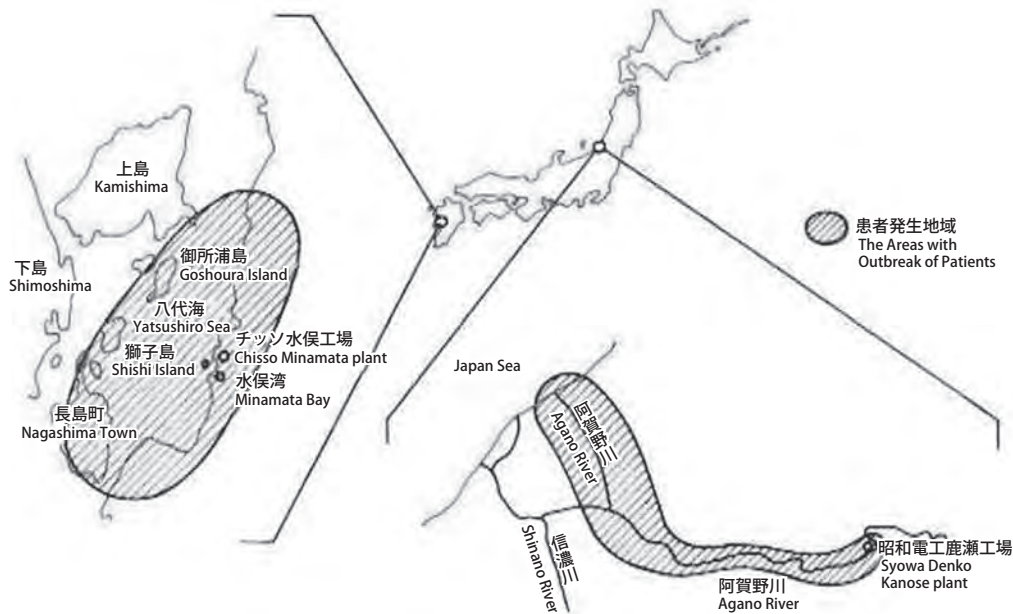 上島
Kamishima
御所浦島
Goshoura Island
下島
Shimoshima
八代海
Yatsushiro Sea
獅子島
Shishi Island
チッソ水俣工場
Chisso Minamata plant
水俣湾
Minamata Bay
長島町
Nagashima Town
患者発生地域
The Areas with
Outbreak of Patients
Japan Sea
阿賀野川
Agano River
信濃川
Shinano River
昭和電工鹿瀬工場
Syowa Denko
Kanose plant
阿賀野川
Agano River